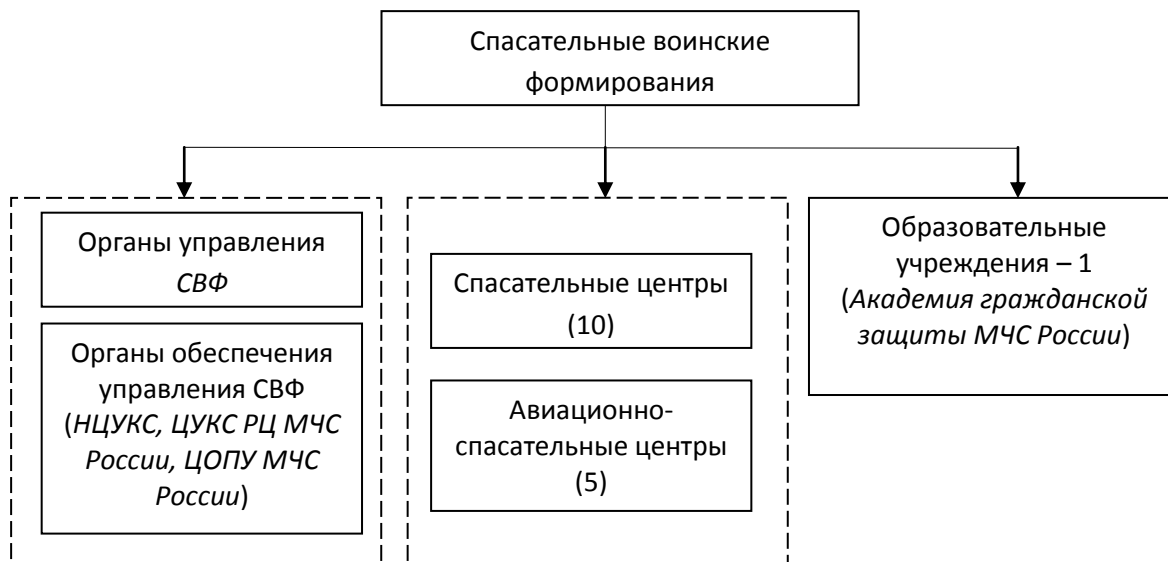 Спасательные воинские
формирования
Органы управления
СВФ
Органы обеспечения
управления СВФ
(НЦУКС, ЦУКС РЦ МЧС
России, ЦОПУ МЧС
России)
Спасательные центры
(10)
Авиационно-
спасательные центры
(5)
Образовательные
учреждения – 1
(Академия гражданской
защиты МЧС России)